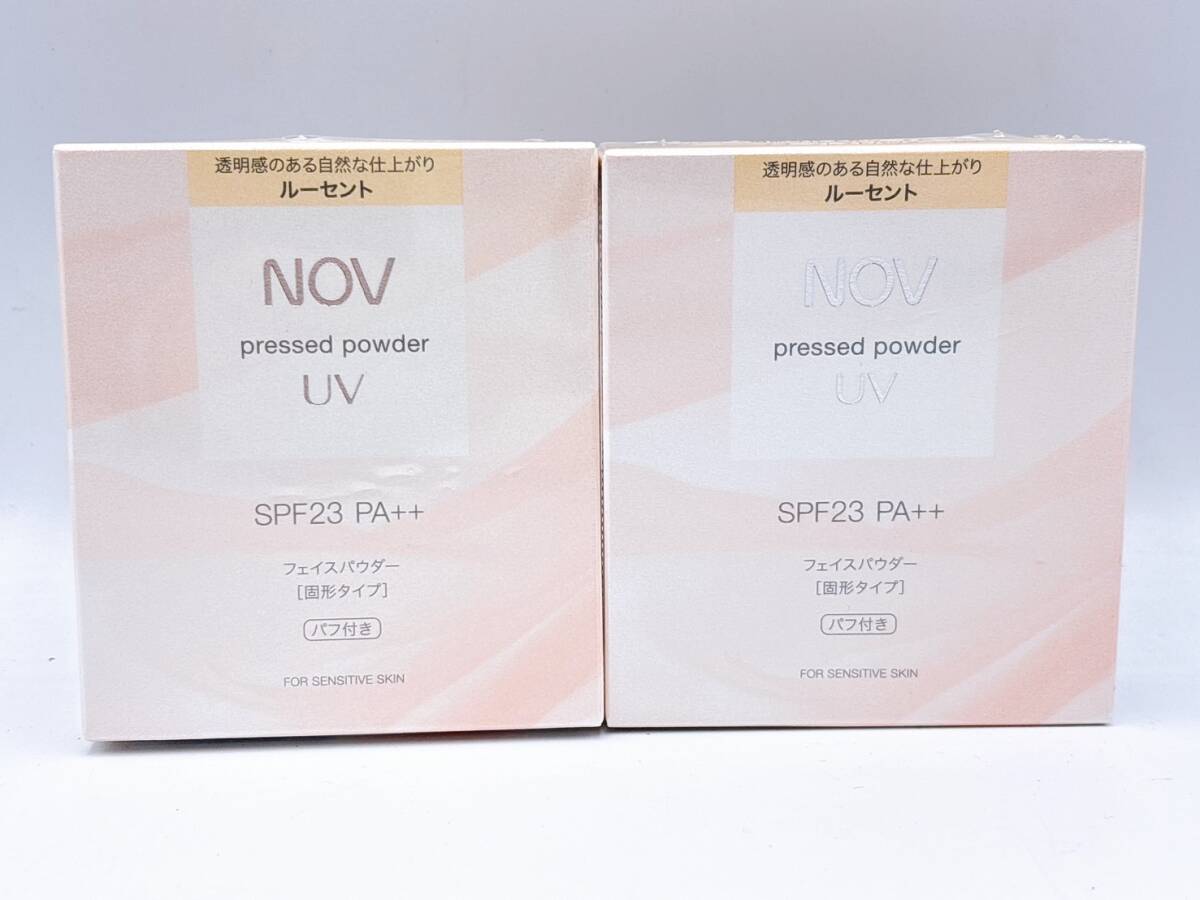 透明感のある自然な仕上がり
ルーセント
NOV
pressed powder
UV
SPF23 PA++
フェイスパウダー
[固形タイプ]
パフ付き
FOR SENSITIVE SKIN
透明感のある自然な仕上がり
ルーセント
NOV
pressed powder
UV
SPF23 PA++
フェイスパウダー
[固形タイプ]
パフ付き
FOR SENSITIVE SKIN